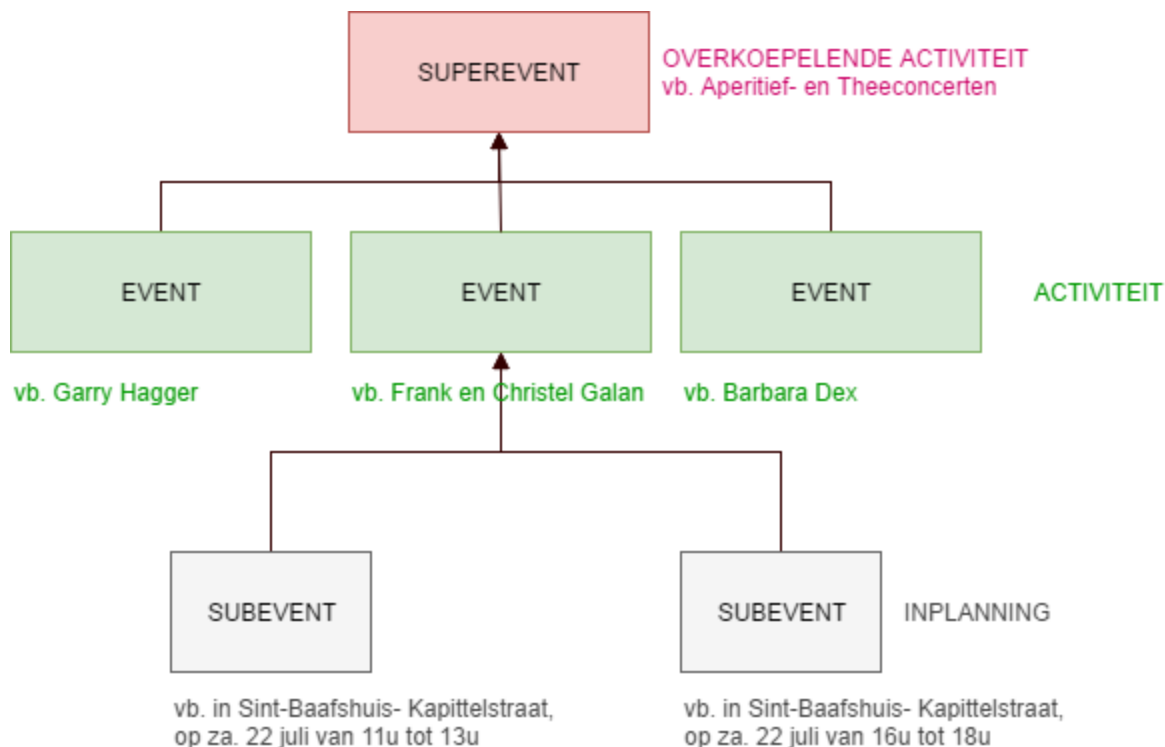 SUPEREVENT
OVERKOEPELENDE ACTIVITEIT
vb. Aperitief- en Theeconcerten
EVENT
EVENT
EVENT
ACTIVITEIT
vb. Garry Hagger
vb. Frank en Christel Galan
vb. Barbara Dex
SUBEVENT
SUBEVENT
INPLANNING
vb. in Sint-Baafshuis- Kapittelstraat,
op za. 22 juli van 11u tot 13u
vb. in Sint-Baafshuis- Kapittelstraat,
op za. 22 juli van 16u tot 18u